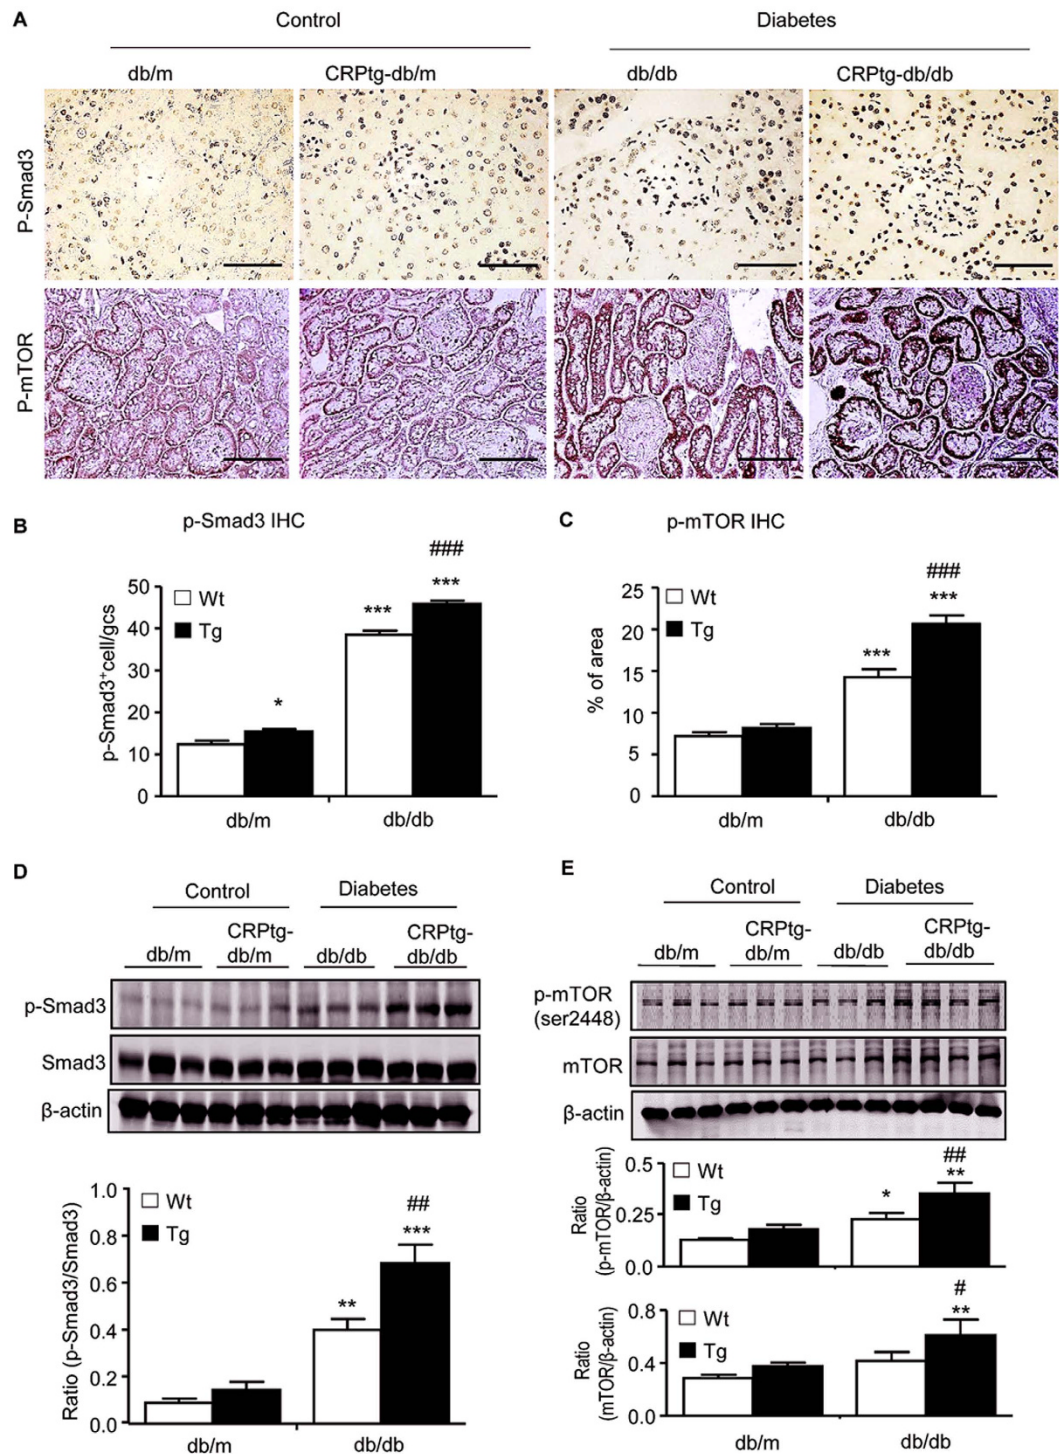 A
Control
Diabetes
db/m
CRPtg-db/m
db/db
CRPtg-db/db
P-Smad3
P-mTOR
B
p-Smad3 IHC
###
***
***
*
50
40
30
20
10
0
Wt
Tg
p-Smad3+cell/gcs
db/m
db/db
C
p-mTOR IHC
###
***
***
25
20
15
10
5
0
Wt
Tg
% of area
db/m
db/db
D
Control
Diabetes
db/m
CRPtg-
db/m
db/db
CRPtg-
db/db
p-Smad3
Smad3
β-actin
1.0
0.8
0.6
0.4
0.2
0.0
Wt
Tg
##
***
**
Ratio (p-Smad3/Smad3)
db/m
db/db
E
Control
Diabetes
db/m
CRPtg-
db/m
db/db
CRPtg-
db/db
p-mTOR
(ser2448)
mTOR
β-actin
0.5
0.25
0.0
Wt
Tg
##
**
*
Ratio
(p-mTOR/β-actin)
0.8
0.4
0.0
Wt
Tg
#
**
Ratio
(mTOR/β-actin)
db/m
db/db